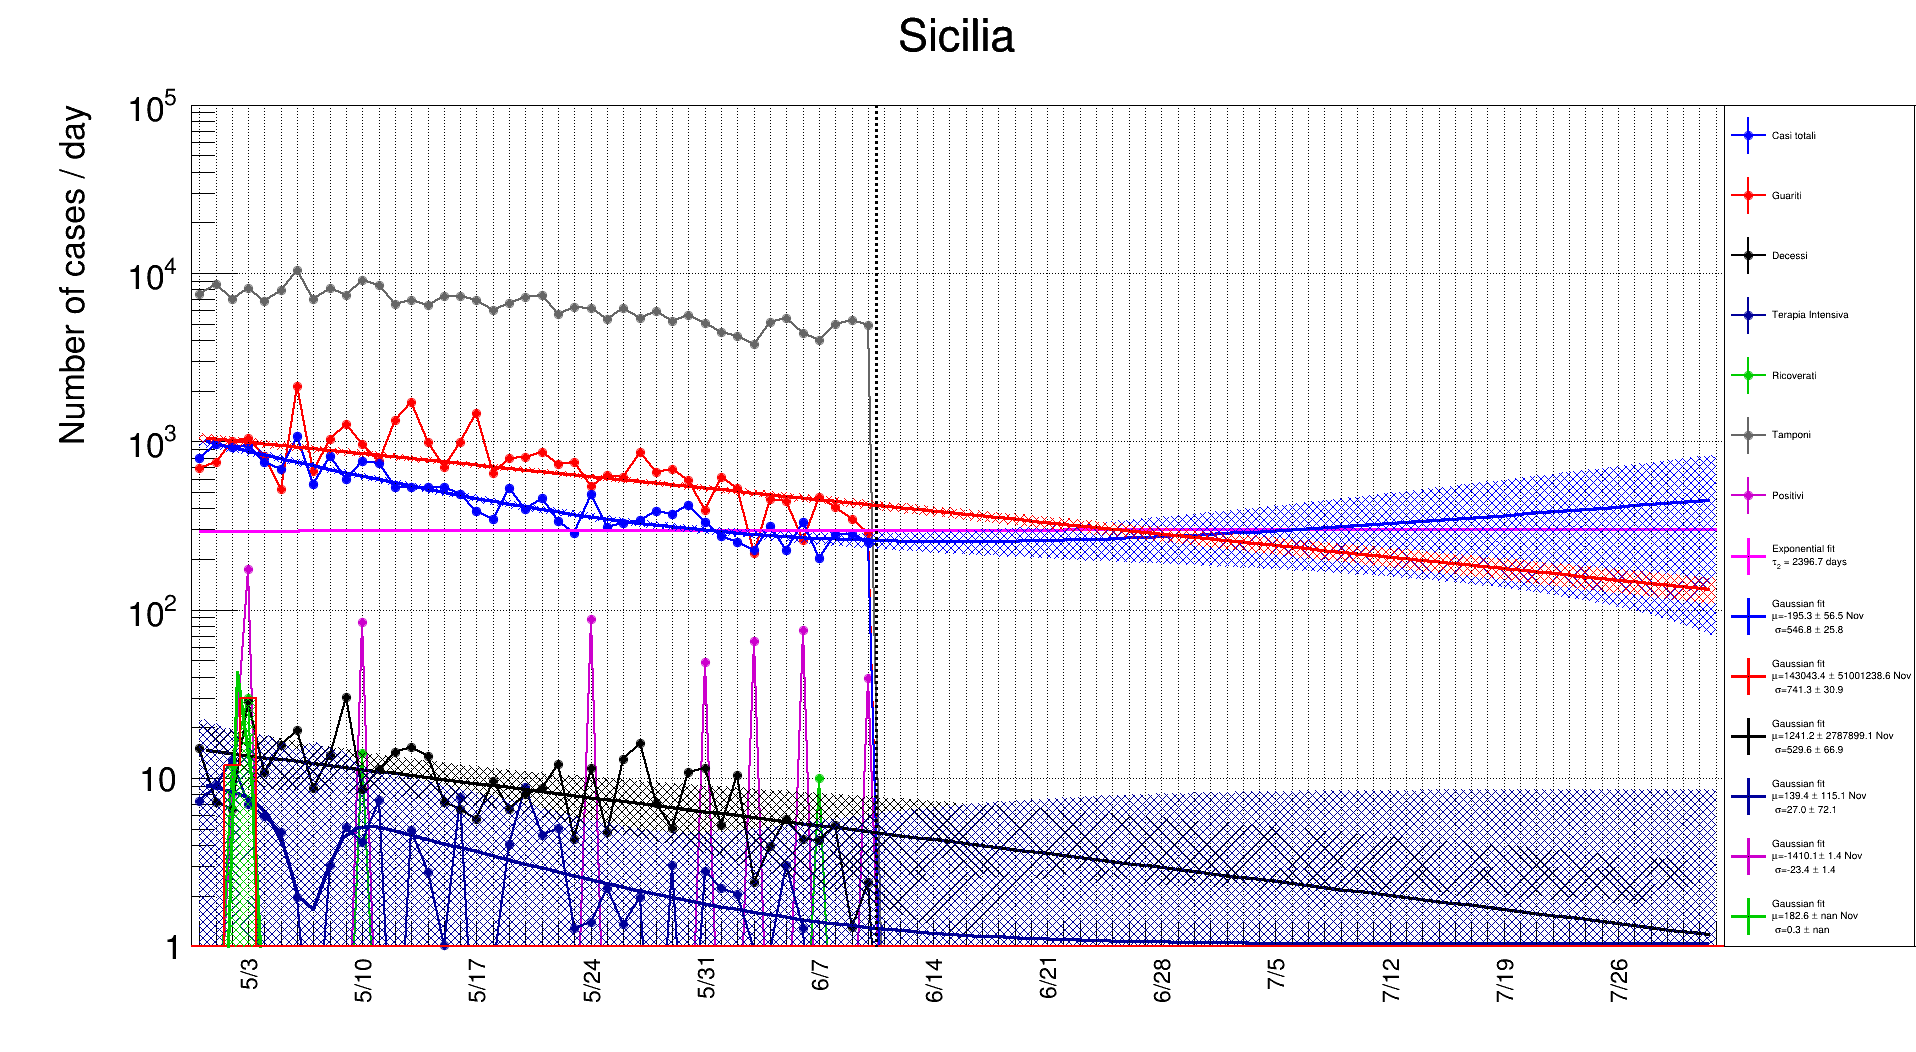 Sicilia
Number of cases / day
10^5
10^4
10^3
10^2
10
1
5/3
5/10
5/17
5/24
5/31
6/7
6/14
6/21
6/28
7/5
7/12
7/19
7/26
Casi totali
Guariti
Decessi
Terapia Intensiva
Ricoverati
Tamponi
Positivi
Exponential fit
τ₂ = 2396.7 days
Gaussian fit
μ=-195.3 ± 56.5 Nov
σ=546.8 ± 25.8
Gaussian fit
μ=143043.4 ± 51001238.6 Nov
σ=741.3 ± 30.9
Gaussian fit
μ=1241.2 ± 2787899.1 Nov
σ=529.6 ± 66.9
Gaussian fit
μ=139.4 ± 115.1 Nov
σ=27.0 ± 72.1
Gaussian fit
μ=-1410.1 ± 1.4 Nov
σ=-23.4 ± 1.4
Gaussian fit
μ=182.6 ± nan Nov
σ=0.3 ± nan